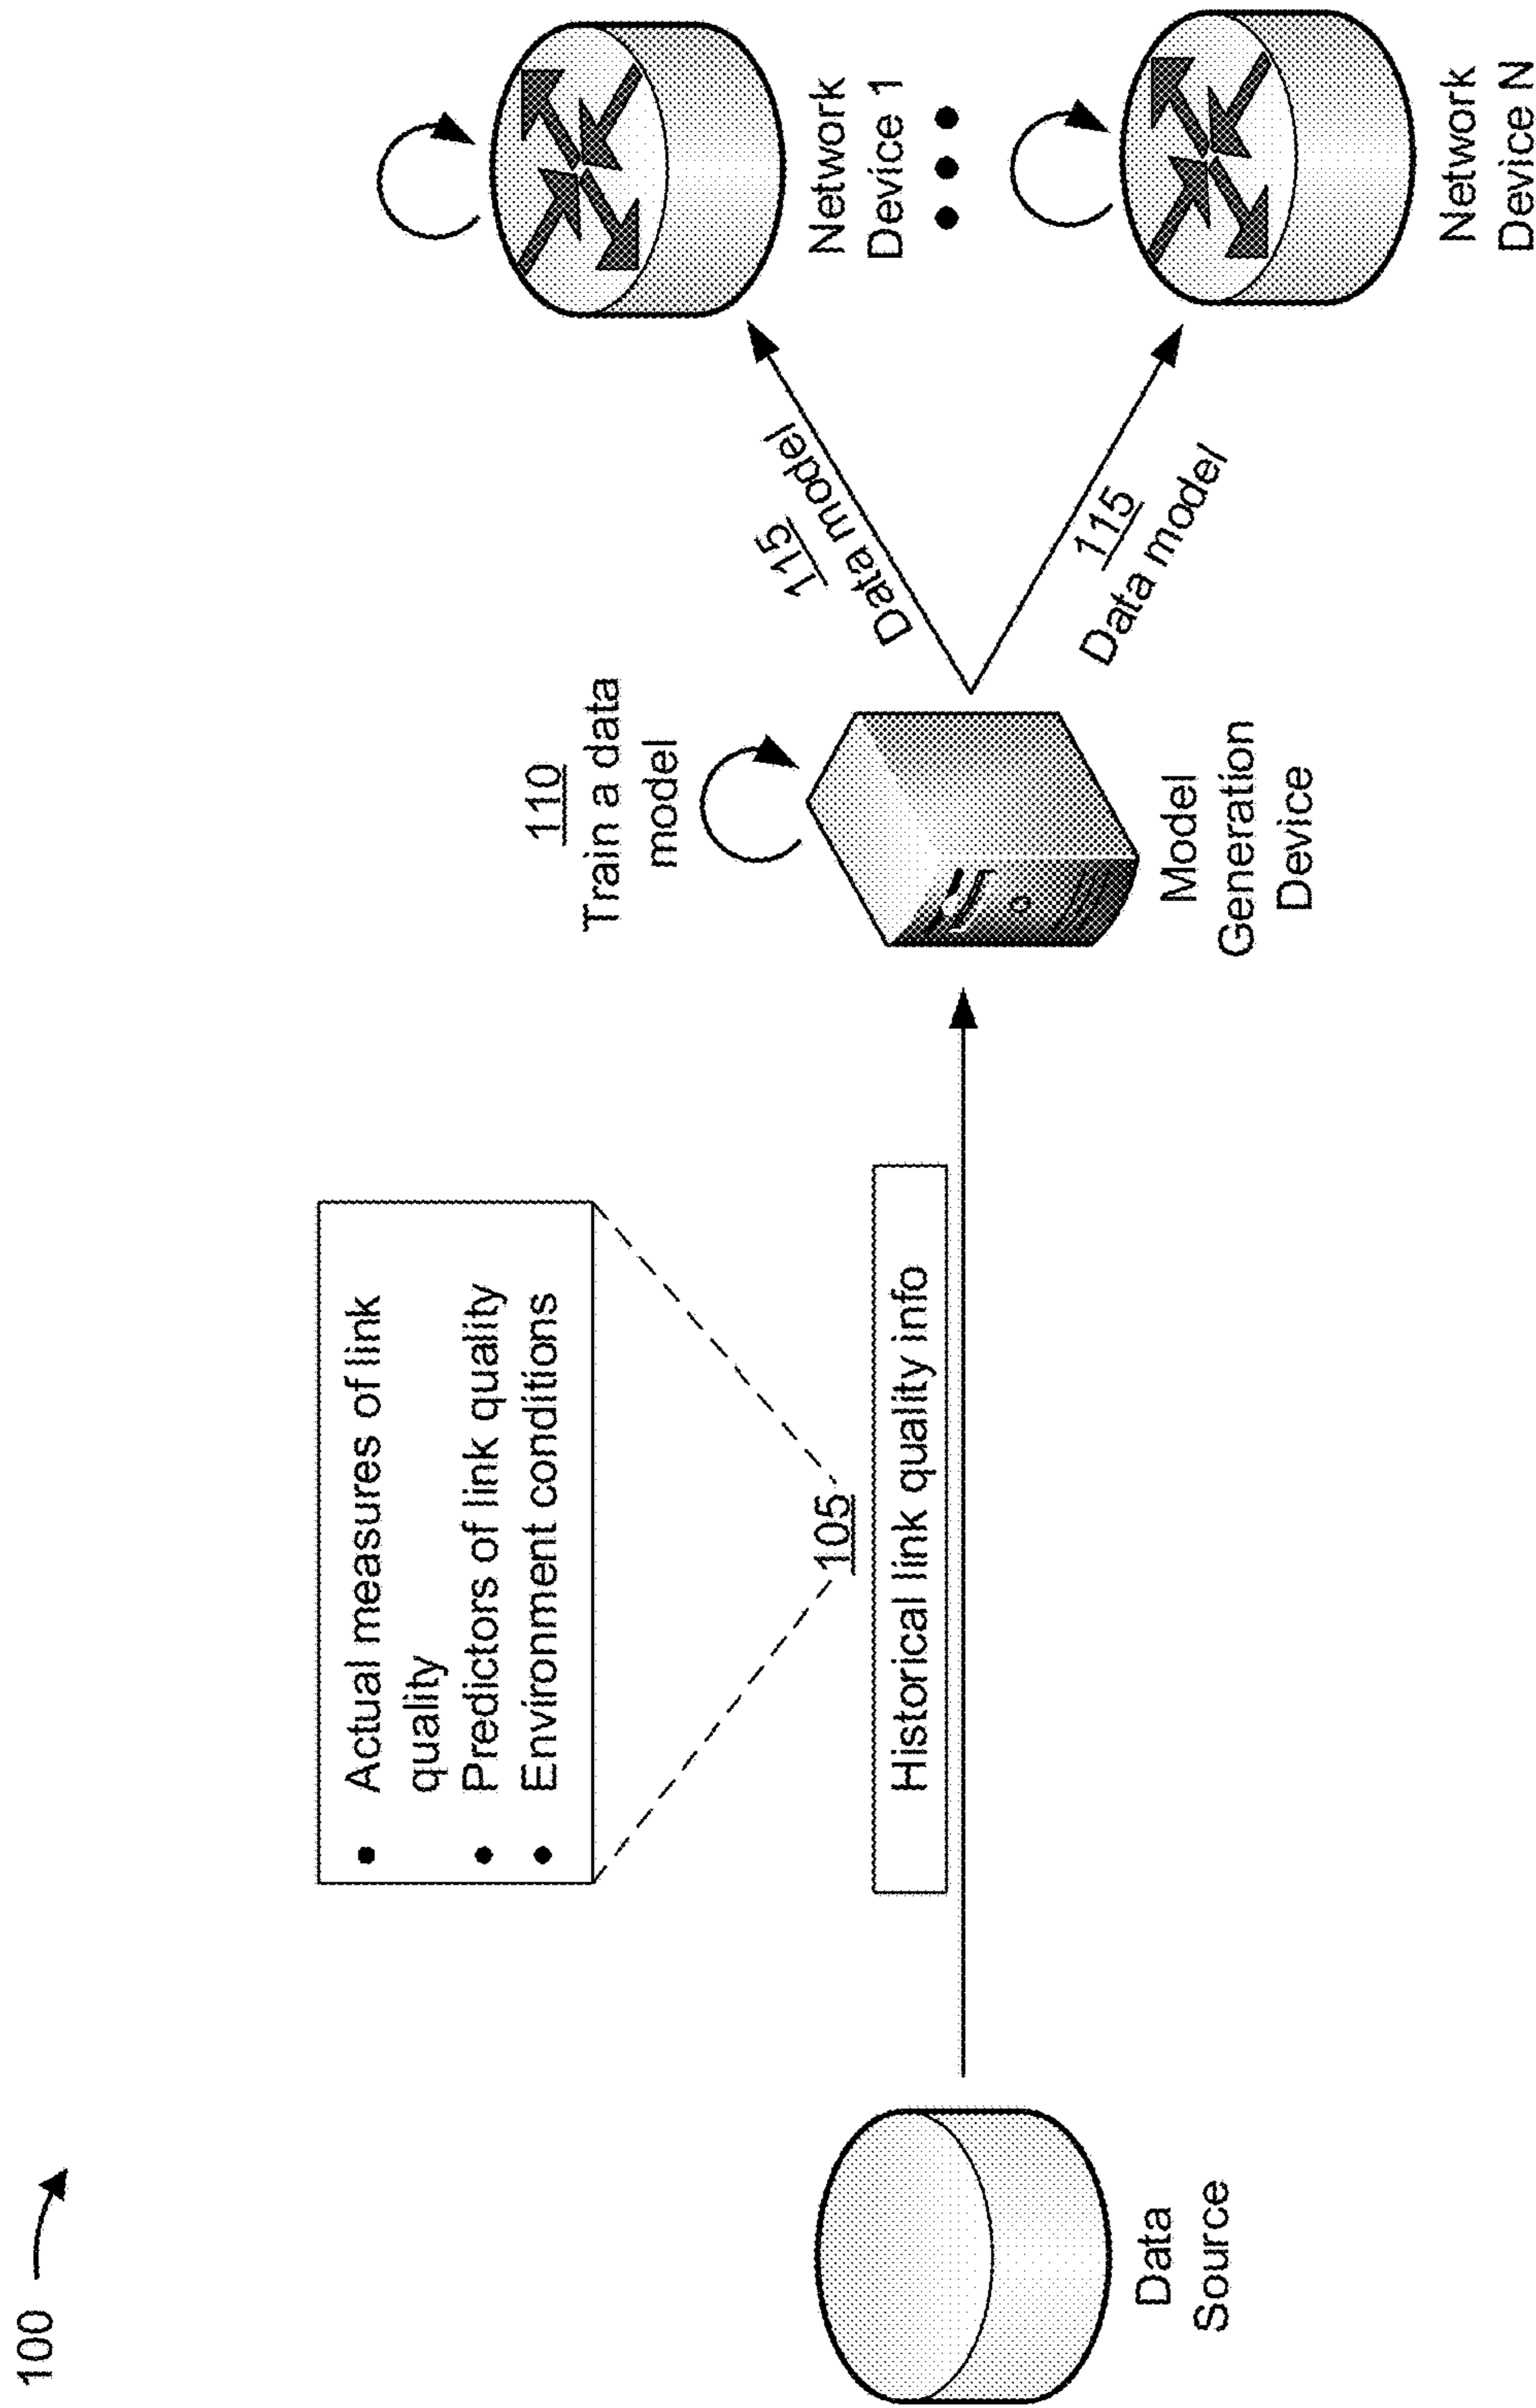 100
• Actual measures of link
quality
• Predictors of link quality
• Environment conditions
105
Historical link quality info
Data
Source
110
Train a data
model
Model
Generation
Device
115
Data model
115
Data model
Network
Device 1
Network
Device N